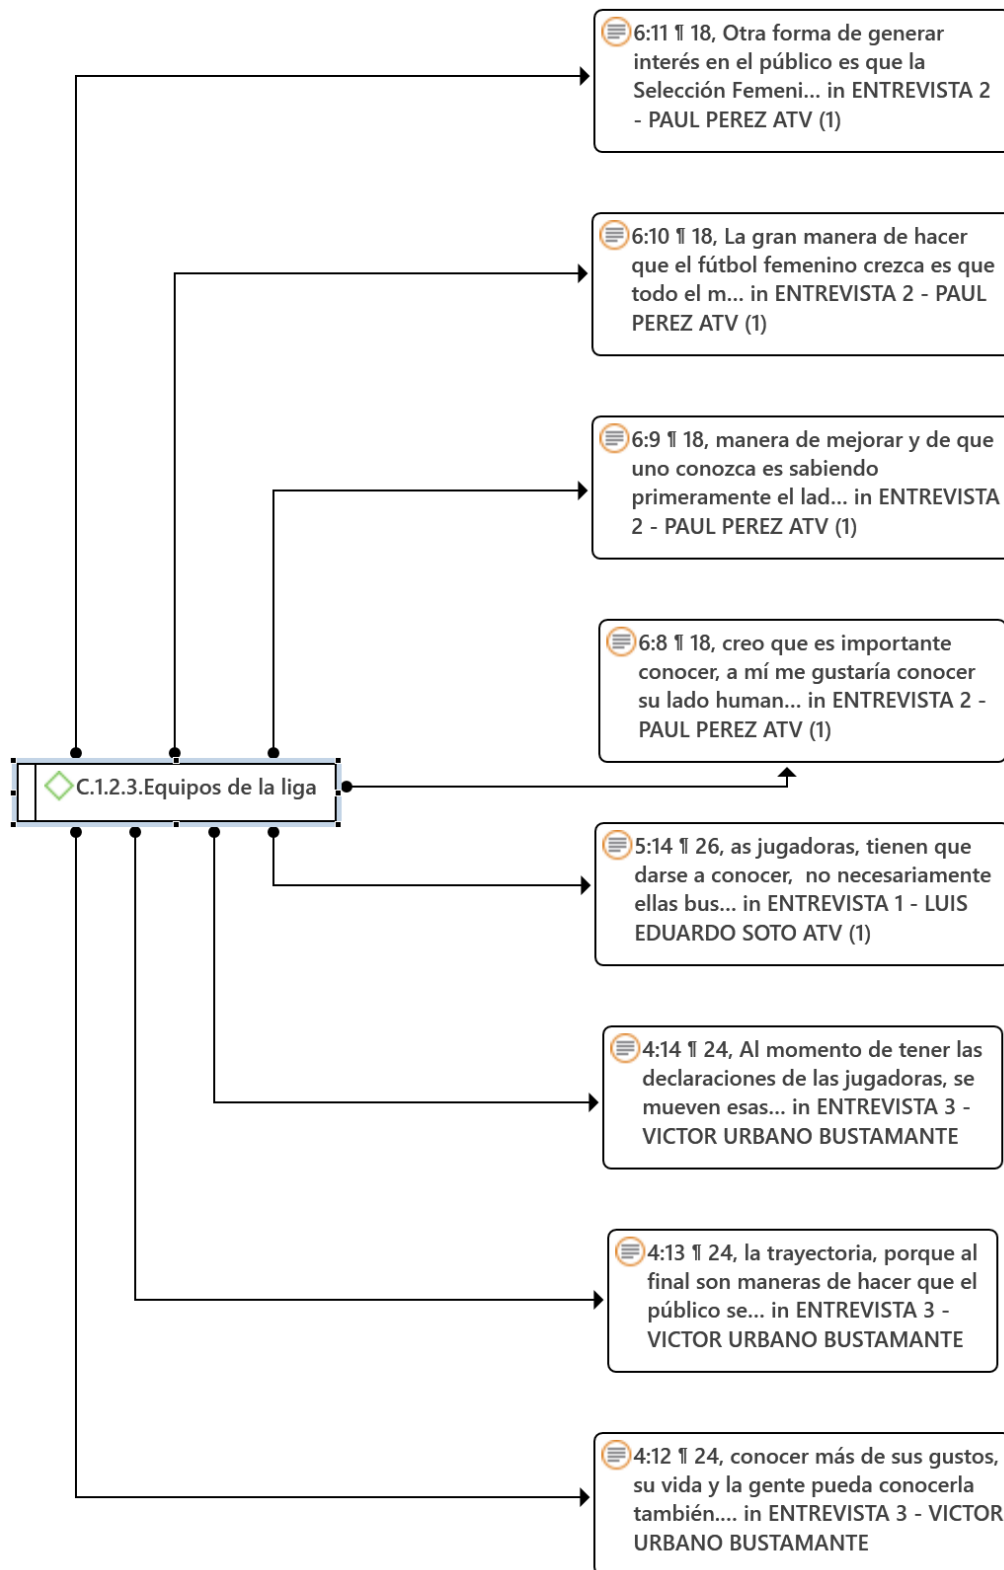 6:11 ¶ 18, Otra forma de generar
interés en el público es que la
Selección Femeni... in ENTREVISTA 2
- PAUL PEREZ ATV (1)
6:10 ¶ 18, La gran manera de hacer
que el fútbol femenino crezca es que
todo el m... in ENTREVISTA 2 - PAUL
PEREZ ATV (1)
6:9 ¶ 18, manera de mejorar y de que
uno conozca es sabiendo
primeramente el lad... in ENTREVISTA
2 - PAUL PEREZ ATV (1)
6:8 ¶ 18, creo que es importante
conocer, a mí me gustaría conocer
su lado human... in ENTREVISTA 2 -
PAUL PEREZ ATV (1)
C.1.2.3.Equipos de la liga
5:14 ¶ 26, as jugadoras, tienen que
darse a conocer,  no necesariamente
ellas bus... in ENTREVISTA 1 - LUIS
EDUARDO SOTO ATV (1)
4:14 ¶ 24, Al momento de tener las
declaraciones de las jugadoras, se
mueven esas... in ENTREVISTA 3 -
VICTOR URBANO BUSTAMANTE
4:13 ¶ 24, la trayectoria, porque al
final son maneras de hacer que el
público se... in ENTREVISTA 3 -
VICTOR URBANO BUSTAMANTE
4:12 ¶ 24, conocer más de sus gustos,
su vida y la gente pueda conocerla
también.... in ENTREVISTA 3 - VICTOR
URBANO BUSTAMANTE